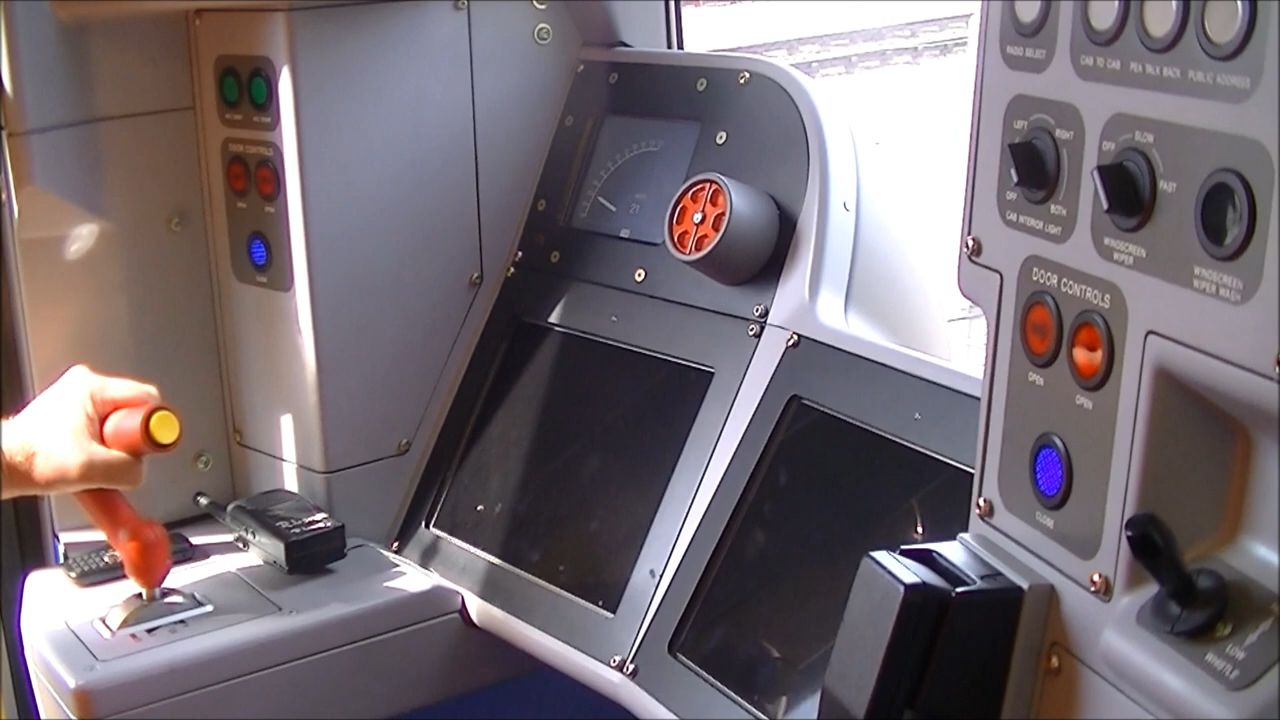 RADIO SELECT
CAB TO CAB
PEA TALK BACK
PUBLIC ADDRESS
LEFT
RIGHT
OFF
BOTH
CAB INTERIOR LIGHT
OFF
SLOW
FAST
WINDSCREEN
WIPER
WINDSCREEN
WIPER WASH
DOOR CONTROLS
OPEN
OPEN
CLOSE
DOOR CONTROLS
21
LOW
WHISTLE